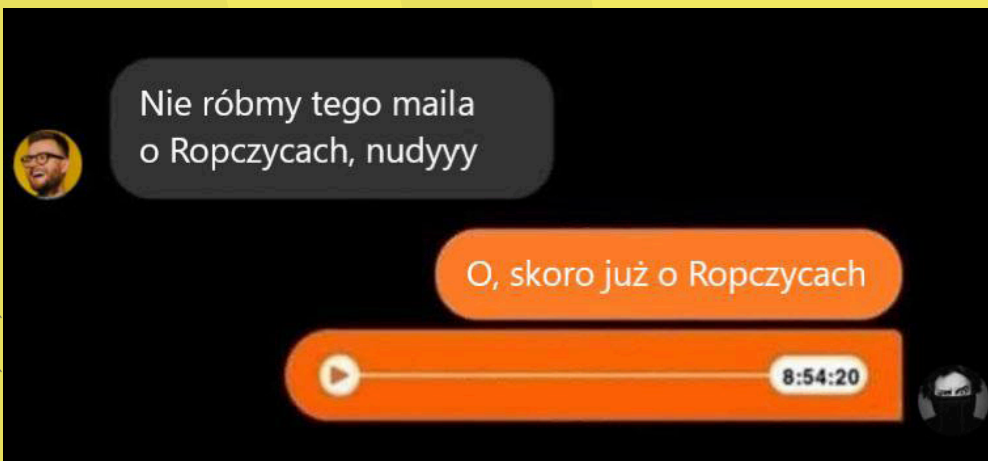 Nie róbmy tego maila
o Ropczycach, nudyyy
O, skoro już o Ropczycach
8:54:20